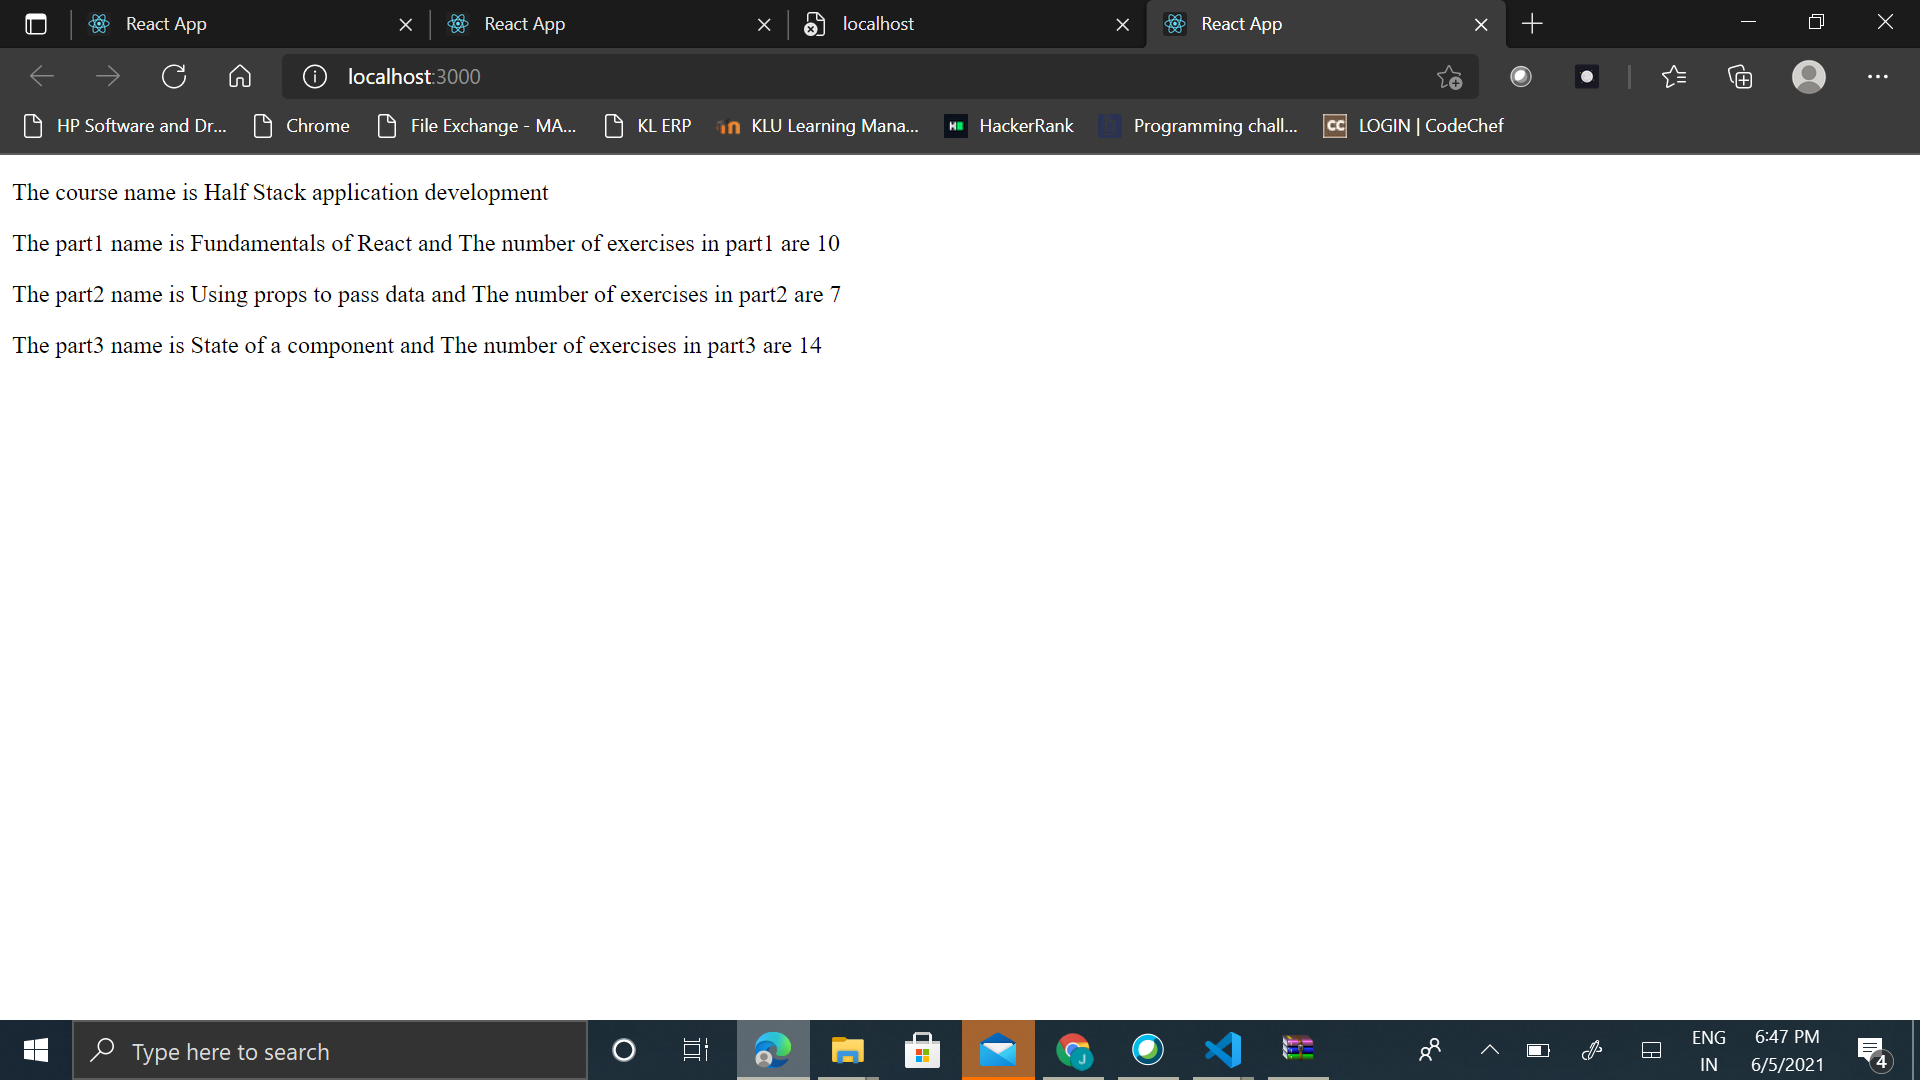 React App
React App
localhost
React App
localhost:3000
HP Software and Dr...
Chrome
File Exchange - MA...
KL ERP
KLU Learning Mana...
HackerRank
Programming chall...
CC
LOGIN | CodeChef
The course name is Half Stack application development
The part1 name is Fundamentals of React and The number of exercises in part1 are 10
The part2 name is Using props to pass data and The number of exercises in part2 are 7
The part3 name is State of a component and The number of exercises in part3 are 14
Type here to search
J
ENG
IN
6:47 PM
6/5/2021
4